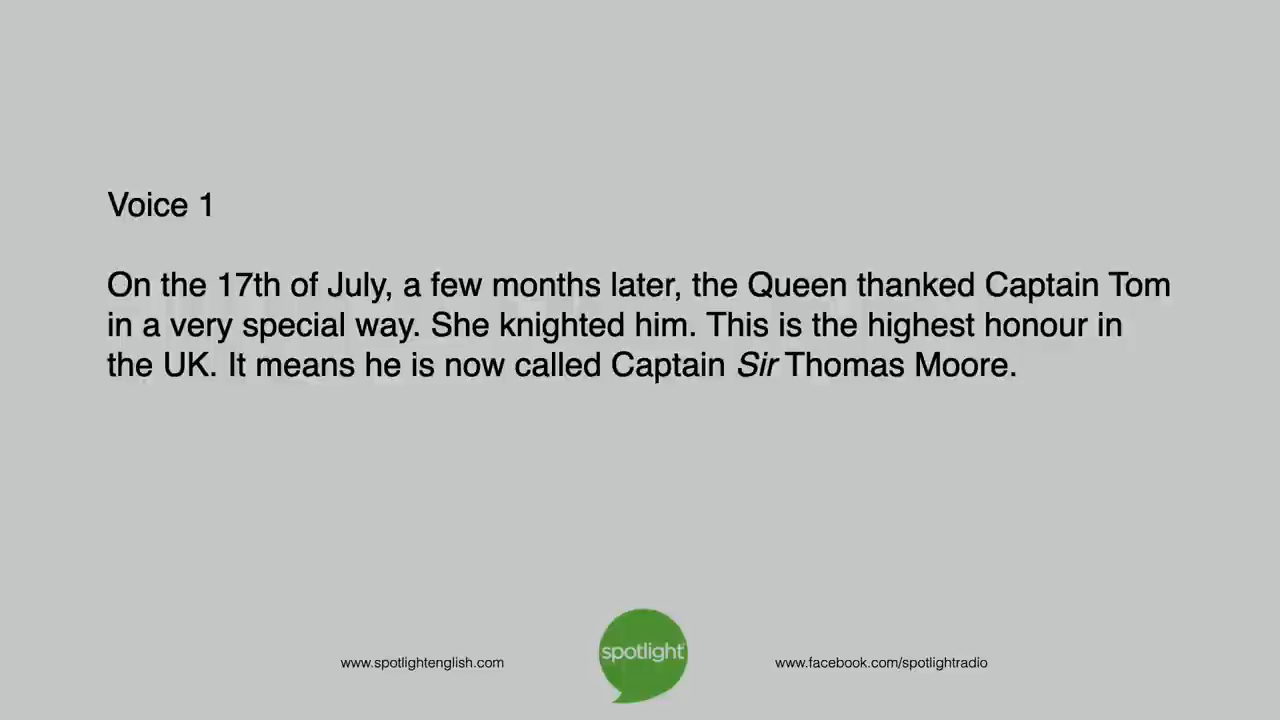 Voice 1
On the 17th of July, a few months later, the Queen thanked Captain Tom
in a very special way. She knighted him. This is the highest honour in
the UK. It means he is now called Captain Sir Thomas Moore.
spotlight
www.spotlightenglish.com
www.facebook.com/spotlightradio